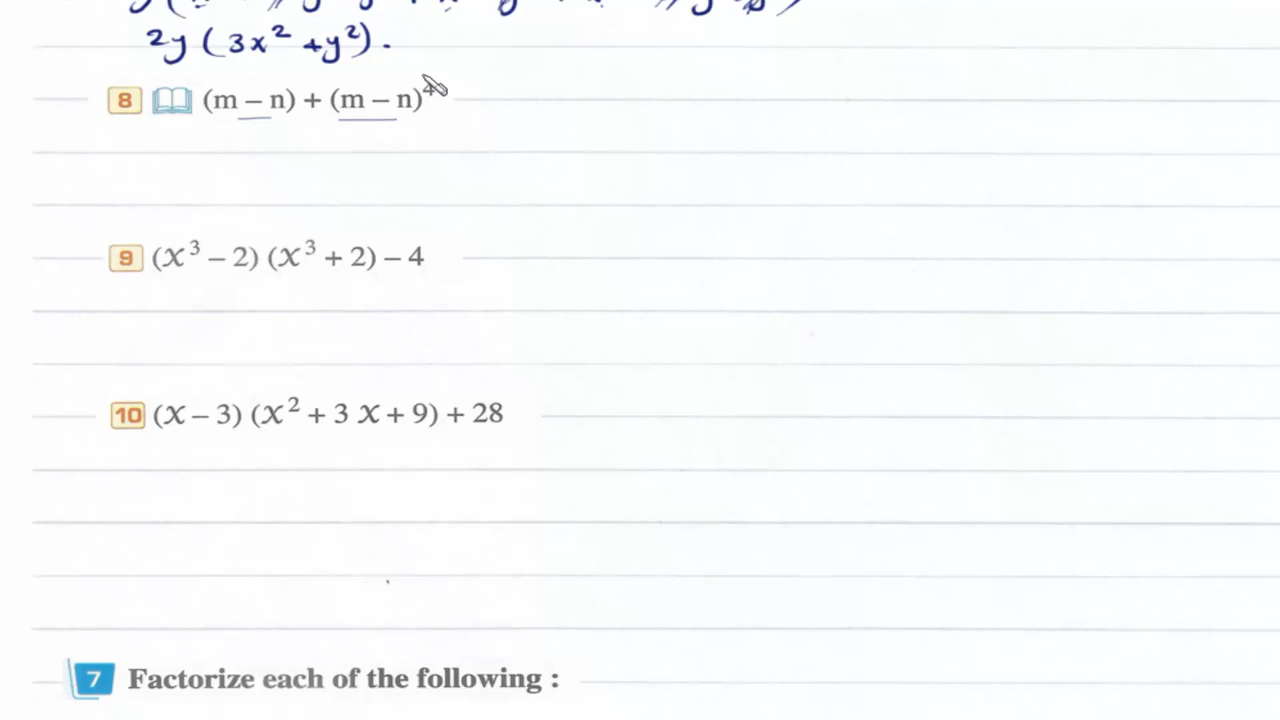 2y (3x² + y²).
8 (m – n) + (m – n)⁴
9 (x³ – 2) (x³ + 2) – 4
10 (x – 3) (x² + 3 x + 9) + 28
7 Factorize each of the following :